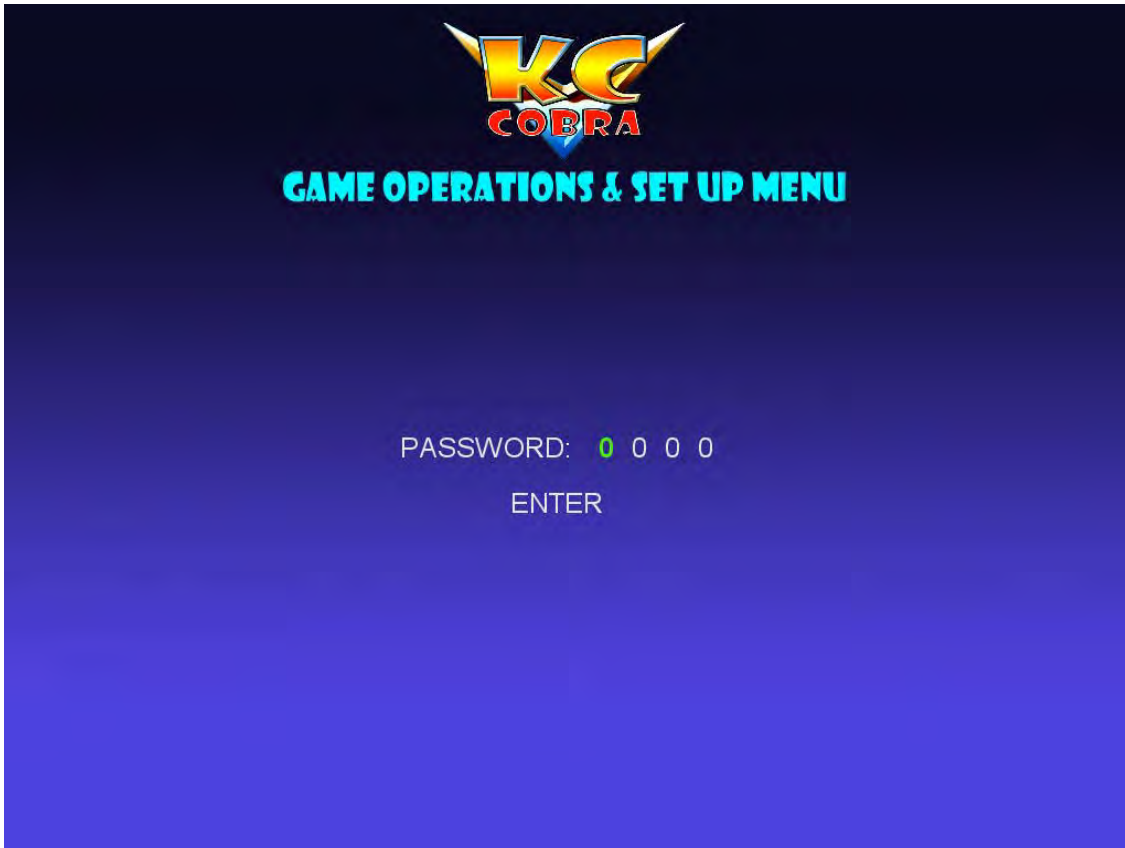 KC
COBRA
GAME OPERATIONS & SET UP MENU
PASSWORD: 0 0 0 0
ENTER